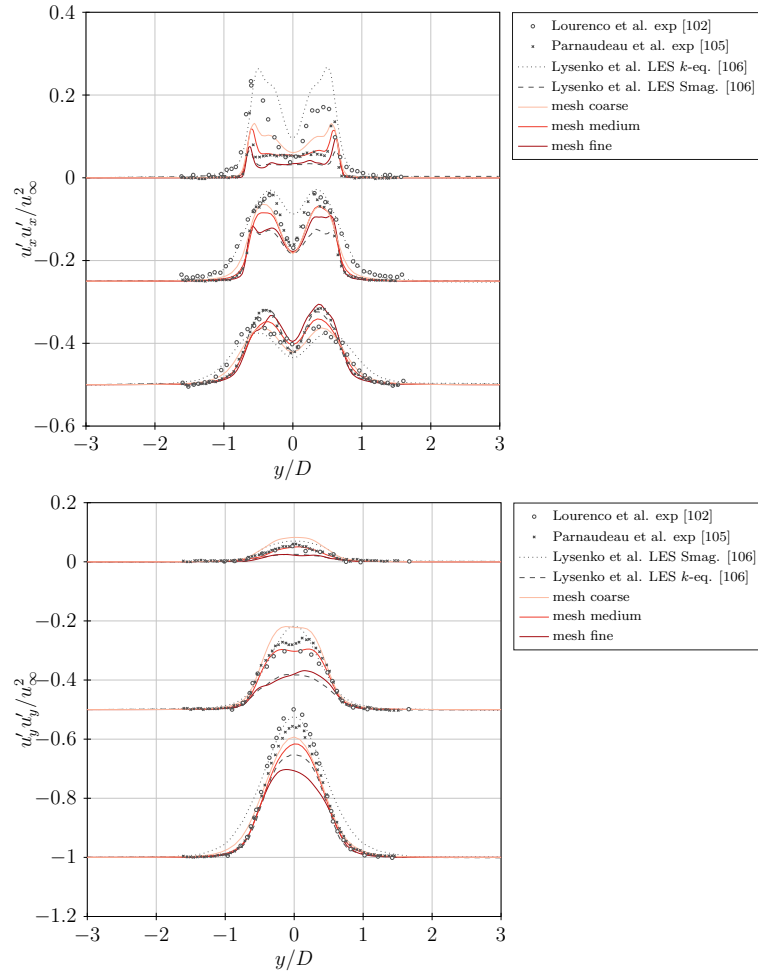 0.4
0.2
0
−0.2
−0.4
−0.6
−3
−2
−1
0
1
2
3
y/D
u′ₓu′ₓ/u²∞
Lourenco et al. exp [102]
Parnaudeau et al. exp [105]
Lysenko et al. LES k-eq. [106]
Lysenko et al. LES Smag. [106]
mesh coarse
mesh medium
mesh fine
0.2
0
−0.2
−0.4
−0.6
−0.8
−1
−1.2
−3
−2
−1
0
1
2
3
y/D
u′ᵧu′ᵧ/u²∞
Lourenco et al. exp [102]
Parnaudeau et al. exp [105]
Lysenko et al. LES Smag. [106]
Lysenko et al. LES k-eq. [106]
mesh coarse
mesh medium
mesh fine